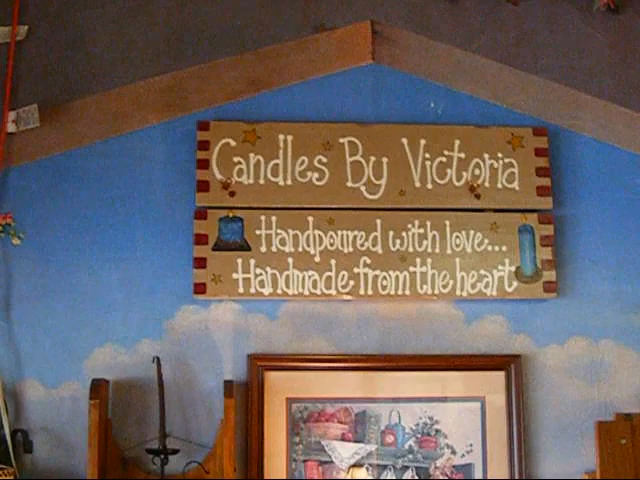 Candles By Victoria
Handpoured with love...
Handmade from the heart